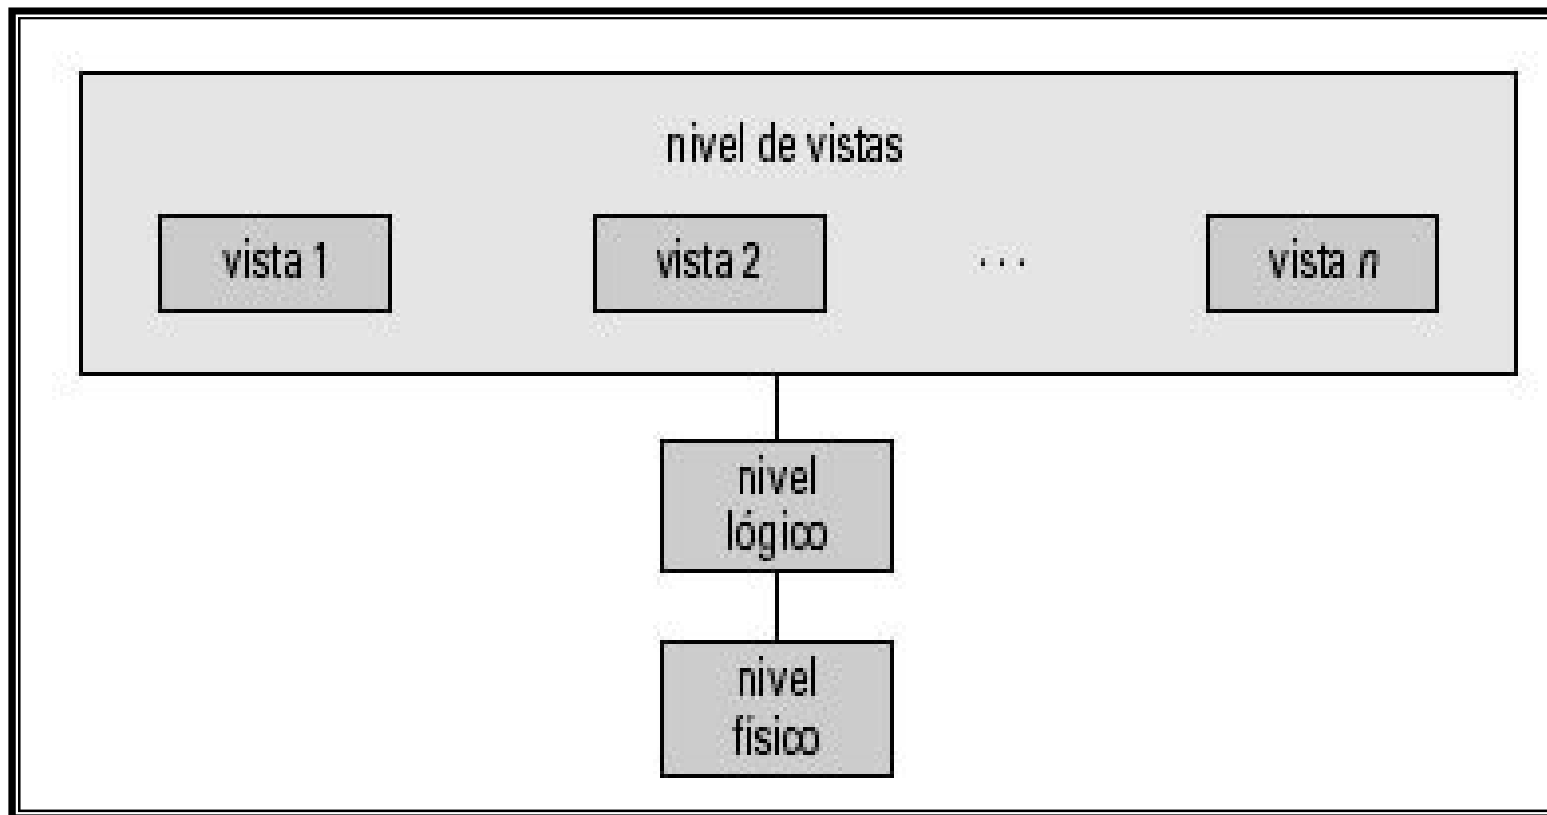 nivel de vistas
vista 1
vista 2
...
vista n
nivel
lógico
nivel
físico